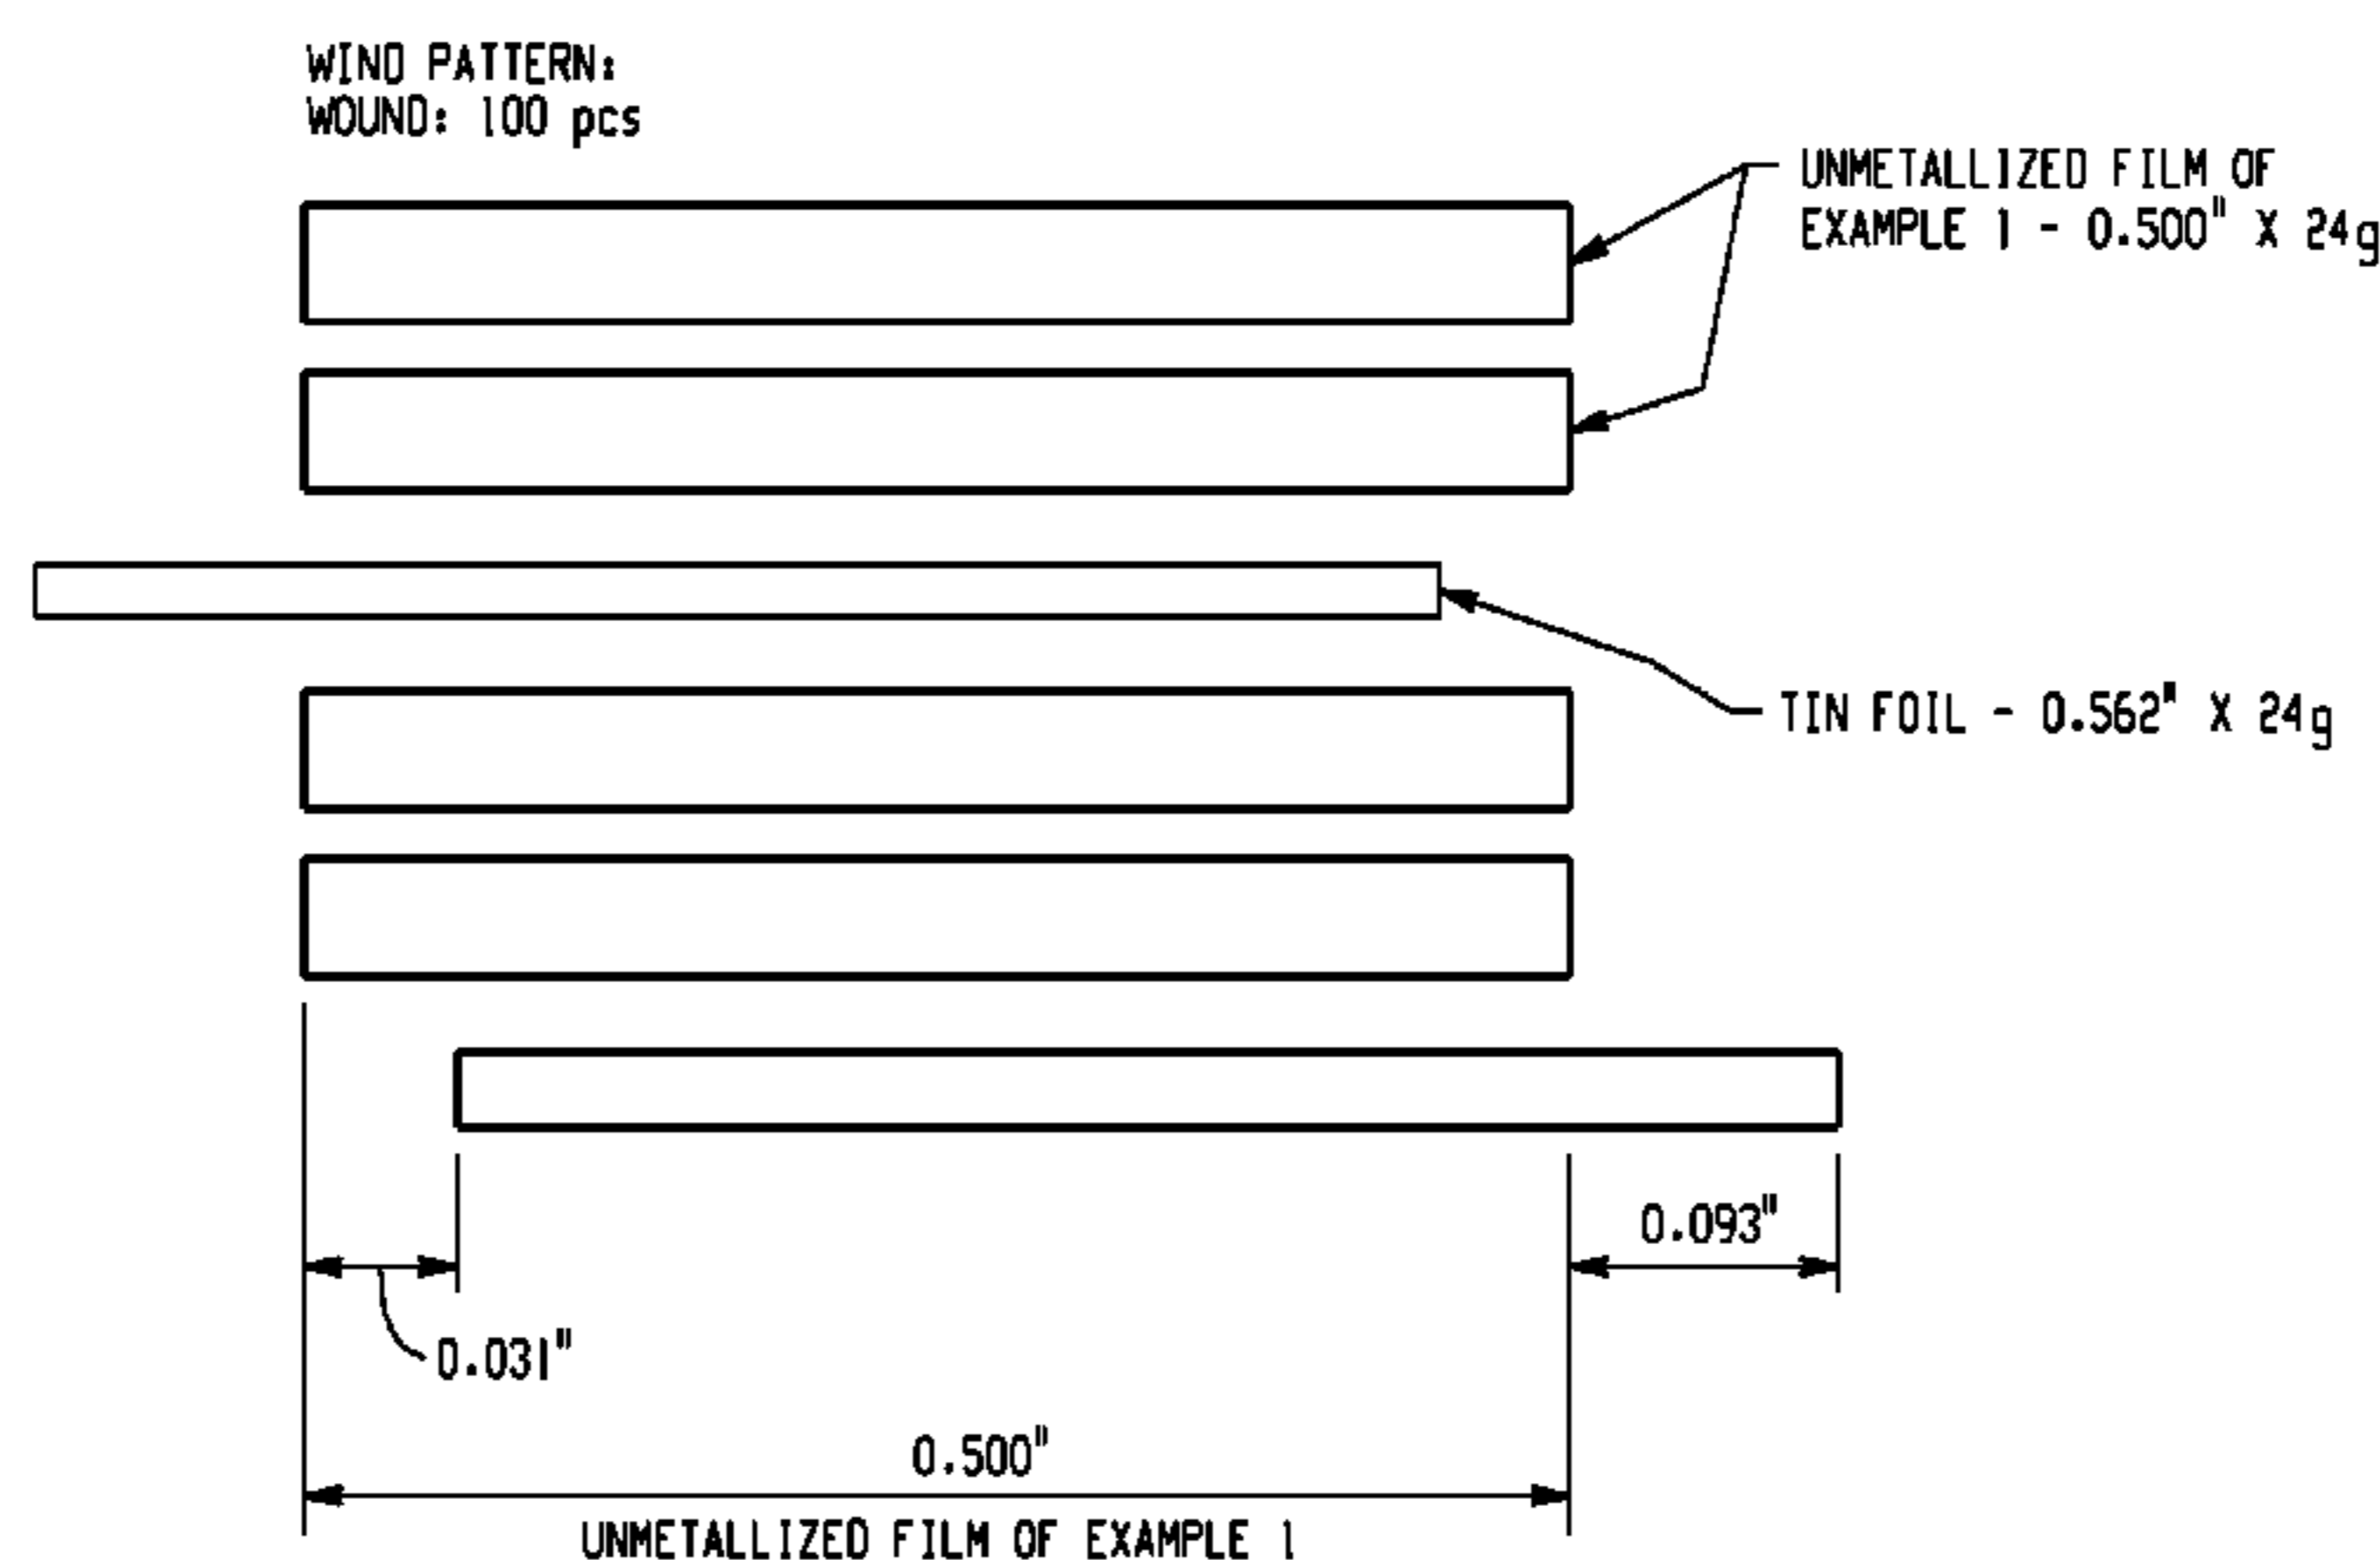 WIND PATTERN:
WOUND: 100 pcs
UNMETALLIZED FILM OF
EXAMPLE 1 - 0.500" X 24g
TIN FOIL - 0.562" X 24g
0.093"
0.031"
0.500"
UNMETALLIZED FILM OF EXAMPLE 1